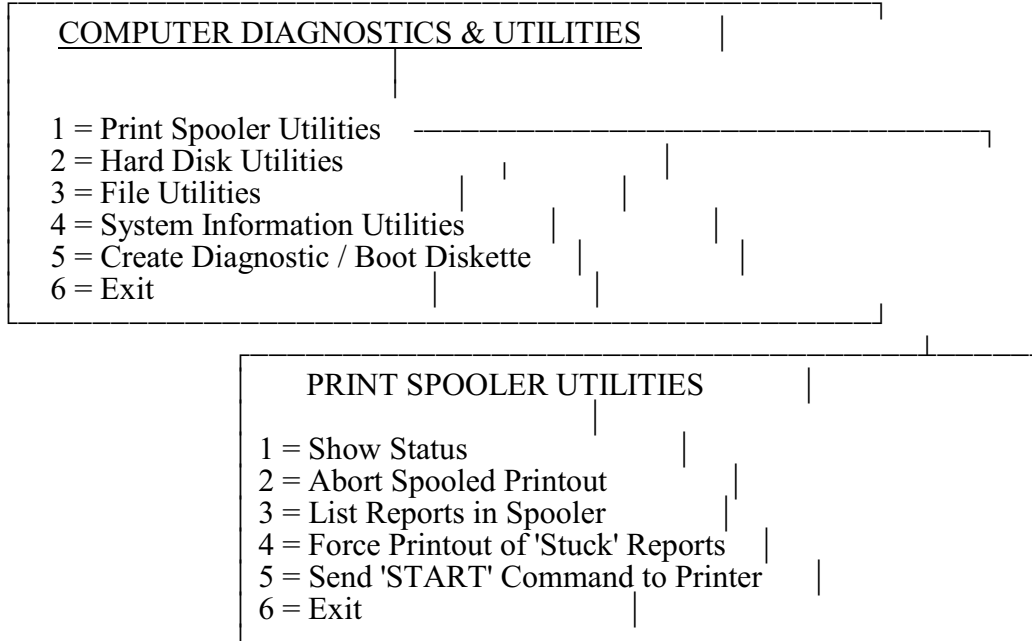 COMPUTER DIAGNOSTICS & UTILITIES
1 = Print Spooler Utilities
2 = Hard Disk Utilities
3 = File Utilities
4 = System Information Utilities
5 = Create Diagnostic / Boot Diskette
6 = Exit
PRINT SPOOLER UTILITIES
1 = Show Status
2 = Abort Spooled Printout
3 = List Reports in Spooler
4 = Force Printout of 'Stuck' Reports
5 = Send 'START' Command to Printer
6 = Exit